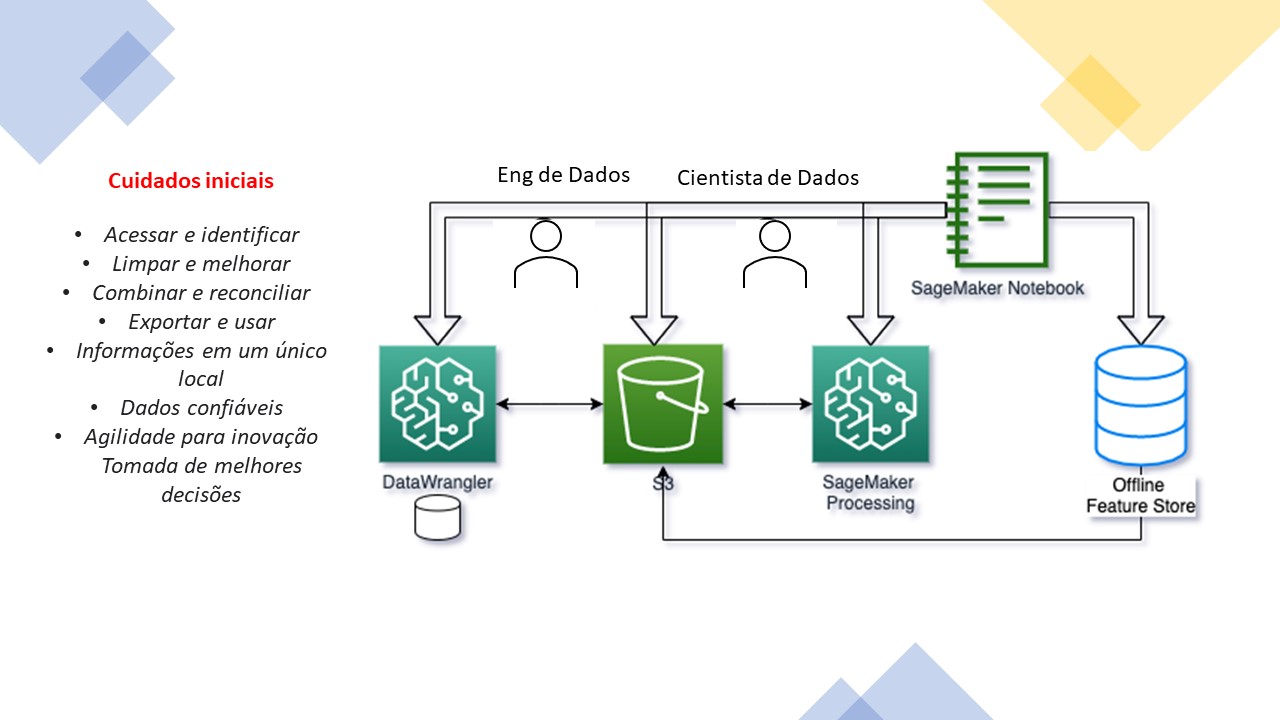 Cuidados iniciais
• Acessar e identificar
• Limpar e melhorar
• Combinar e reconciliar
• Exportar e usar
• Informações em um único
local
• Dados confiáveis
• Agilidade para inovação
Tomada de melhores
decisões
Eng de Dados
Cientista de Dados
SageMaker Notebook
DataWrangler
S3
SageMaker
Processing
Offline
Feature Store